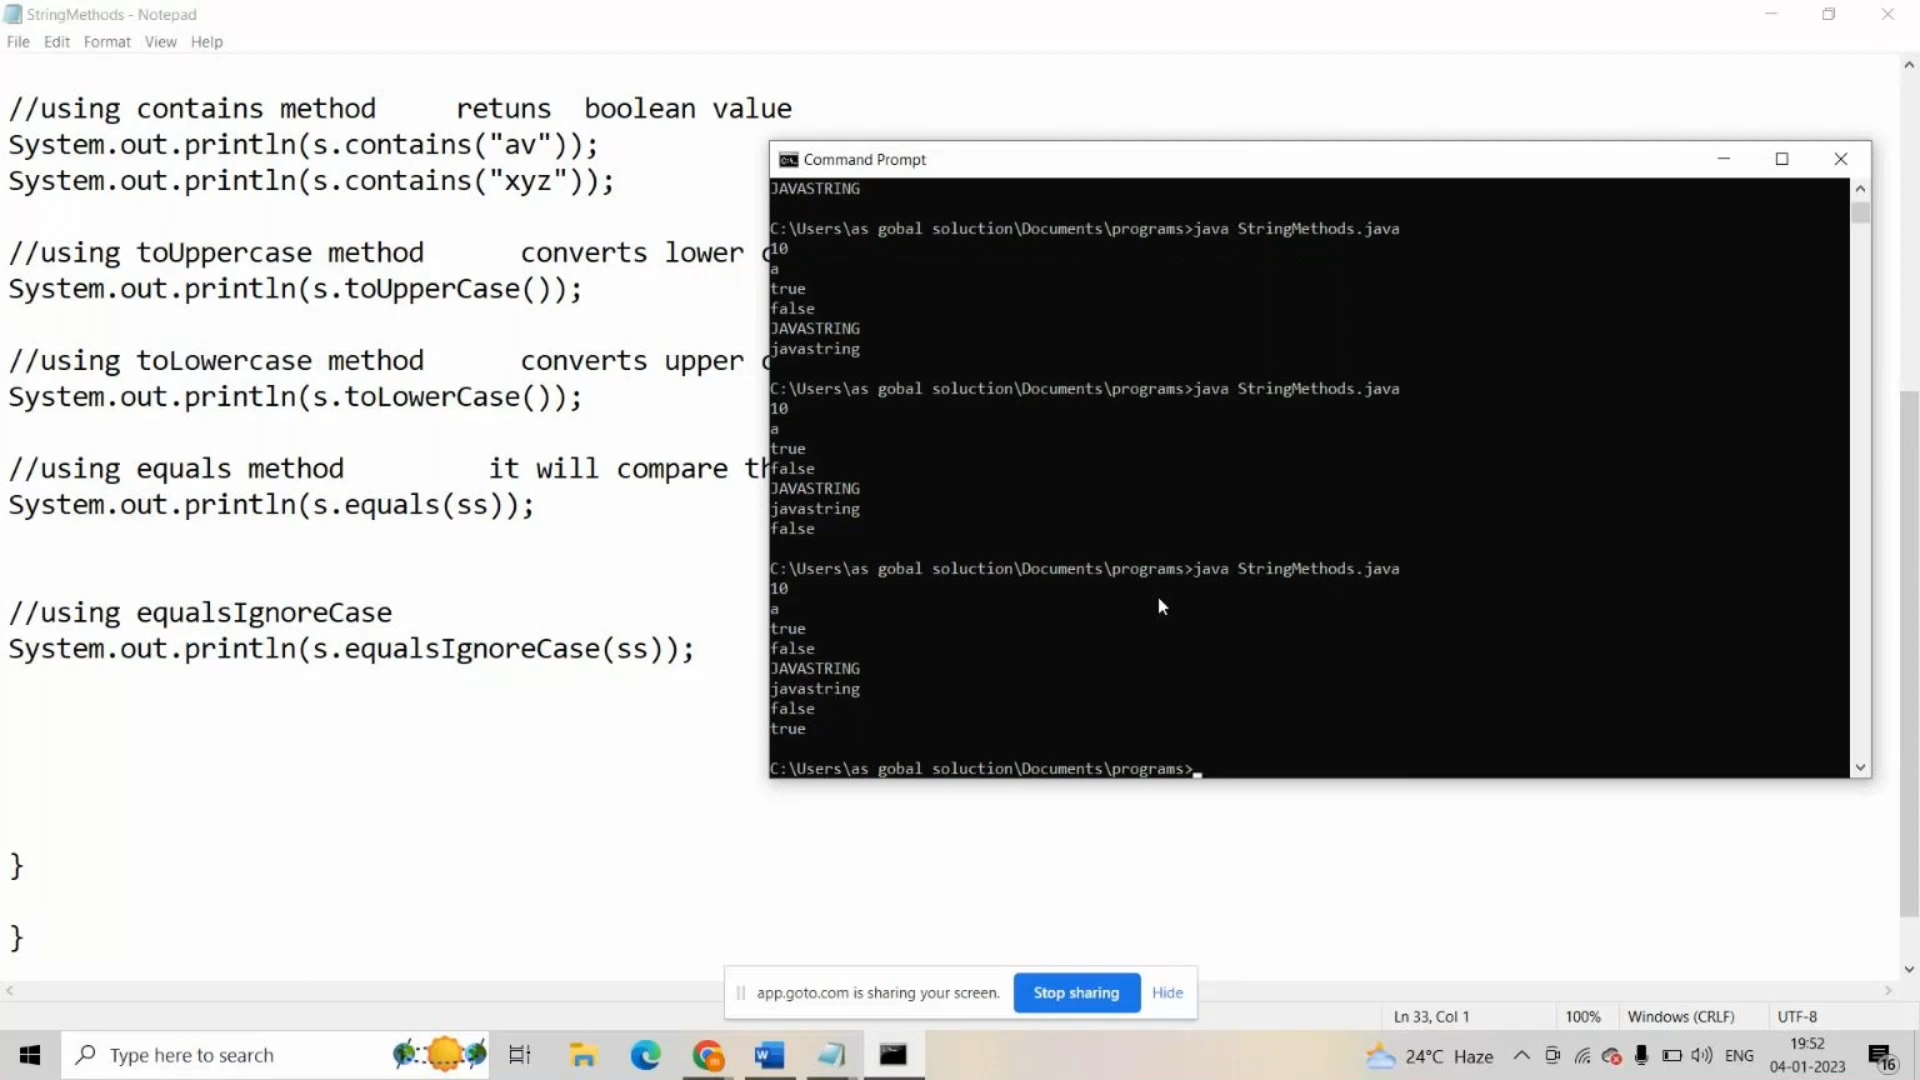 StringMethods - Notepad
File Edit Format View Help
//using contains method retuns boolean value
System.out.println(s.contains("av"));
System.out.println(s.contains("xyz"));
//using toUppercase method converts lower c
System.out.println(s.toUpperCase());
//using toLowercase method converts upper c
System.out.println(s.toLowerCase());
//using equals method it will compare th
System.out.println(s.equals(ss));
//using equalsIgnoreCase
System.out.println(s.equalsIgnoreCase(ss));
}
}
Command Prompt
JAVASTRING
C:\Users\as gobal soluction\Documents\programs>java StringMethods.java
10
a
true
false
JAVASTRING
javastring
C:\Users\as gobal soluction\Documents\programs>java StringMethods.java
10
a
true
false
JAVASTRING
javastring
false
C:\Users\as gobal soluction\Documents\programs>java StringMethods.java
10
a
true
false
JAVASTRING
javastring
false
true
C:\Users\as gobal soluction\Documents\programs>
app.goto.com is sharing your screen. Stop sharing Hide
Ln 33, Col 1 100% Windows (CRLF) UTF-8
Type here to search
24°C Haze ENG
19:52
04-01-2023
16